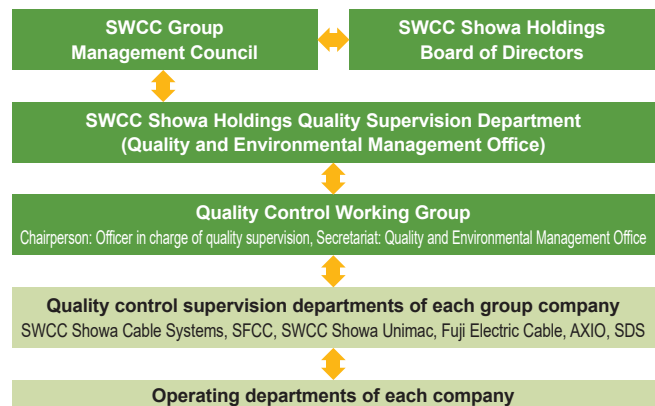 SWCC Group
Management Council
SWCC Showa Holdings
Board of Directors
SWCC Showa Holdings Quality Supervision Department
(Quality and Environmental Management Office)
Quality Control Working Group
Chairperson: Officer in charge of quality supervision, Secretariat: Quality and Environmental Management Office
Quality control supervision departments of each group company
SWCC Showa Cable Systems, SFCC, SWCC Showa Unimac, Fuji Electric Cable, AXIO, SDS
Operating departments of each company